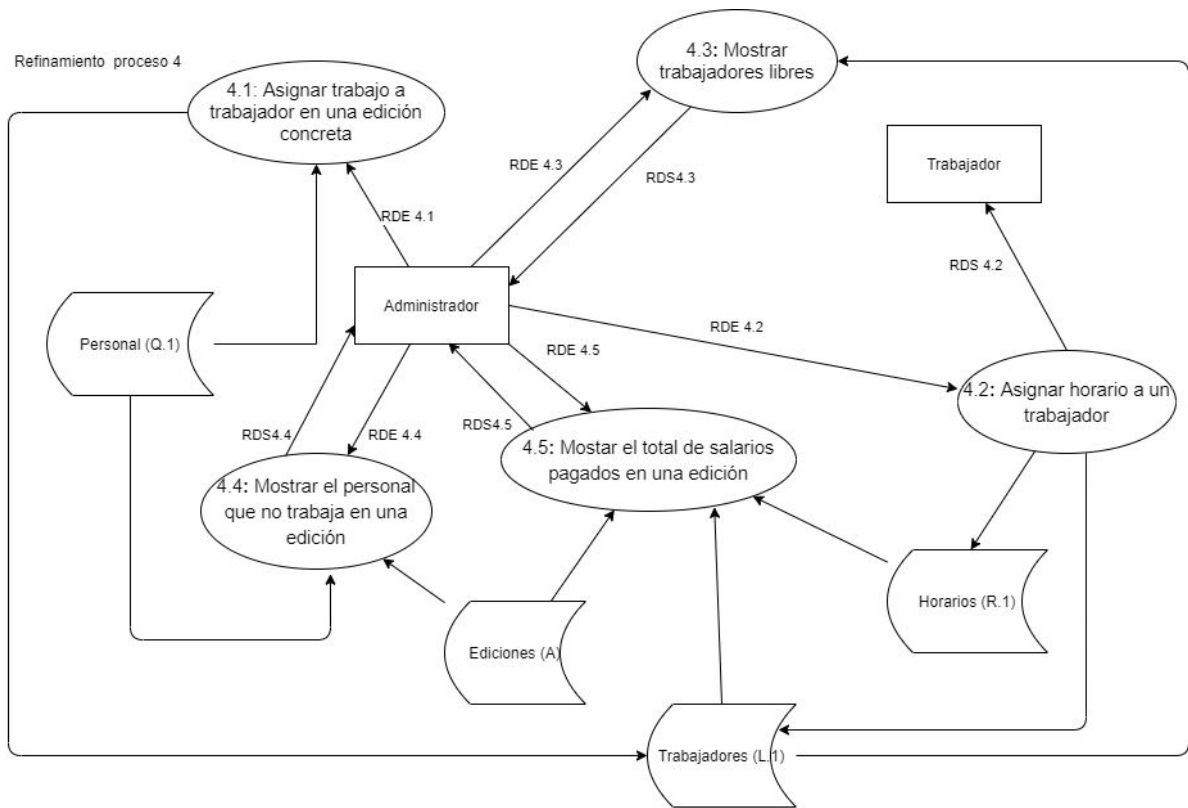 Refinamiento proceso 4
4.1: Asignar trabajo a
trabajador en una edición
concreta
4.3: Mostrar
trabajadores libres
RDE 4.3
RDS4.3
Trabajador
RDE 4.1
RDS 4.2
Administrador
RDE 4.2
Personal (Q.1)
RDE 4.5
4.2: Asignar horario a un
trabajador
RDS4.4
RDE 4.4
RDS4.5
4.5: Mostar el total de salarios
pagados en una edición
4.4: Mostrar el personal
que no trabaja en una
edición
Horarios (R.1)
Ediciones (A)
Trabajadores (L.1)